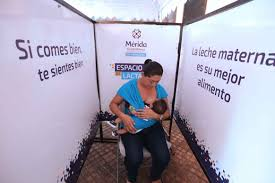 Si comes bien,
te sientes bien
Mérida
ESPACIO
LACTA
La leche materna
es su mejor
alimento